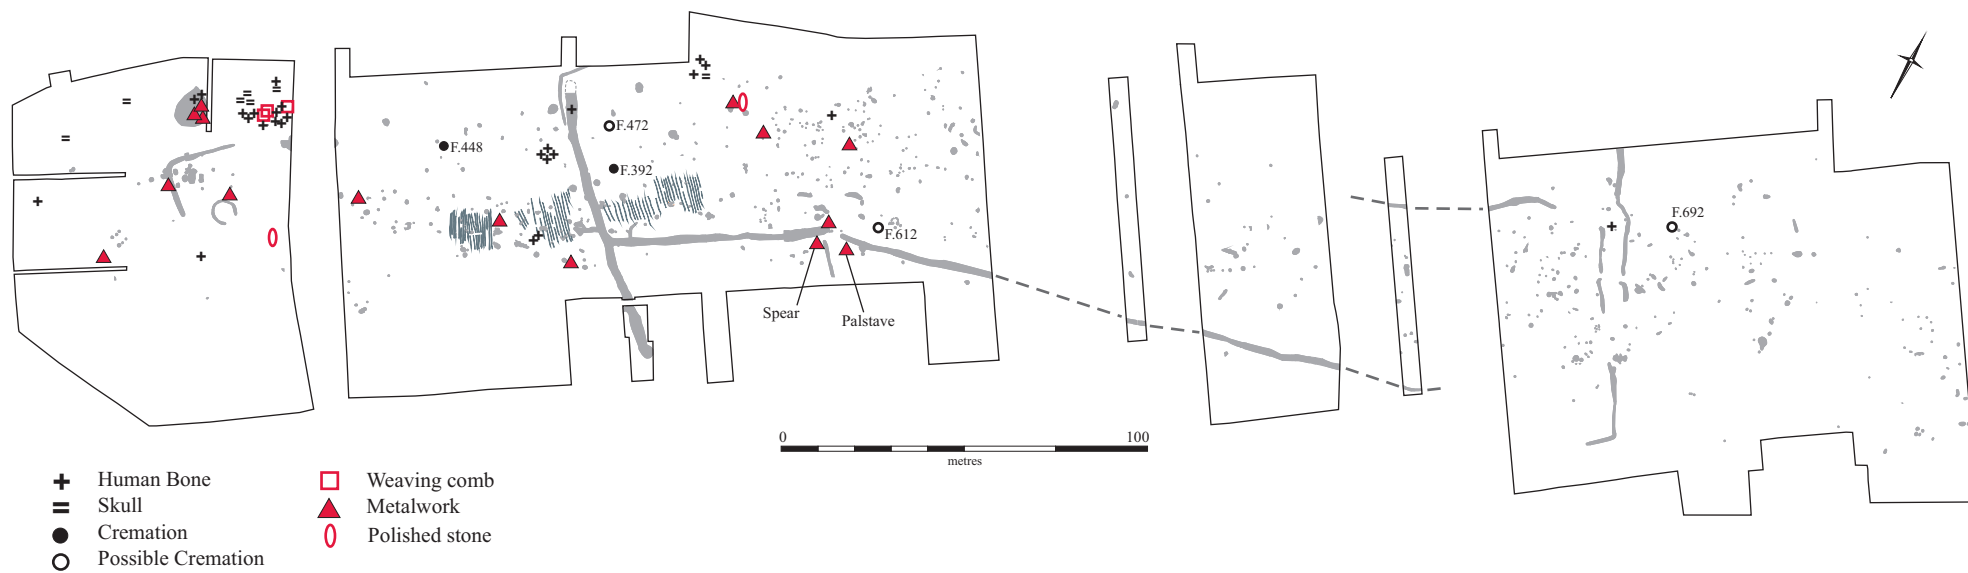 F.472
F.448
F.392
F.692
F.612
Spear
Palstave
0 100
metres
Human Bone
Skull
Cremation
Possible Cremation
Weaving comb
Metalwork
Polished stone